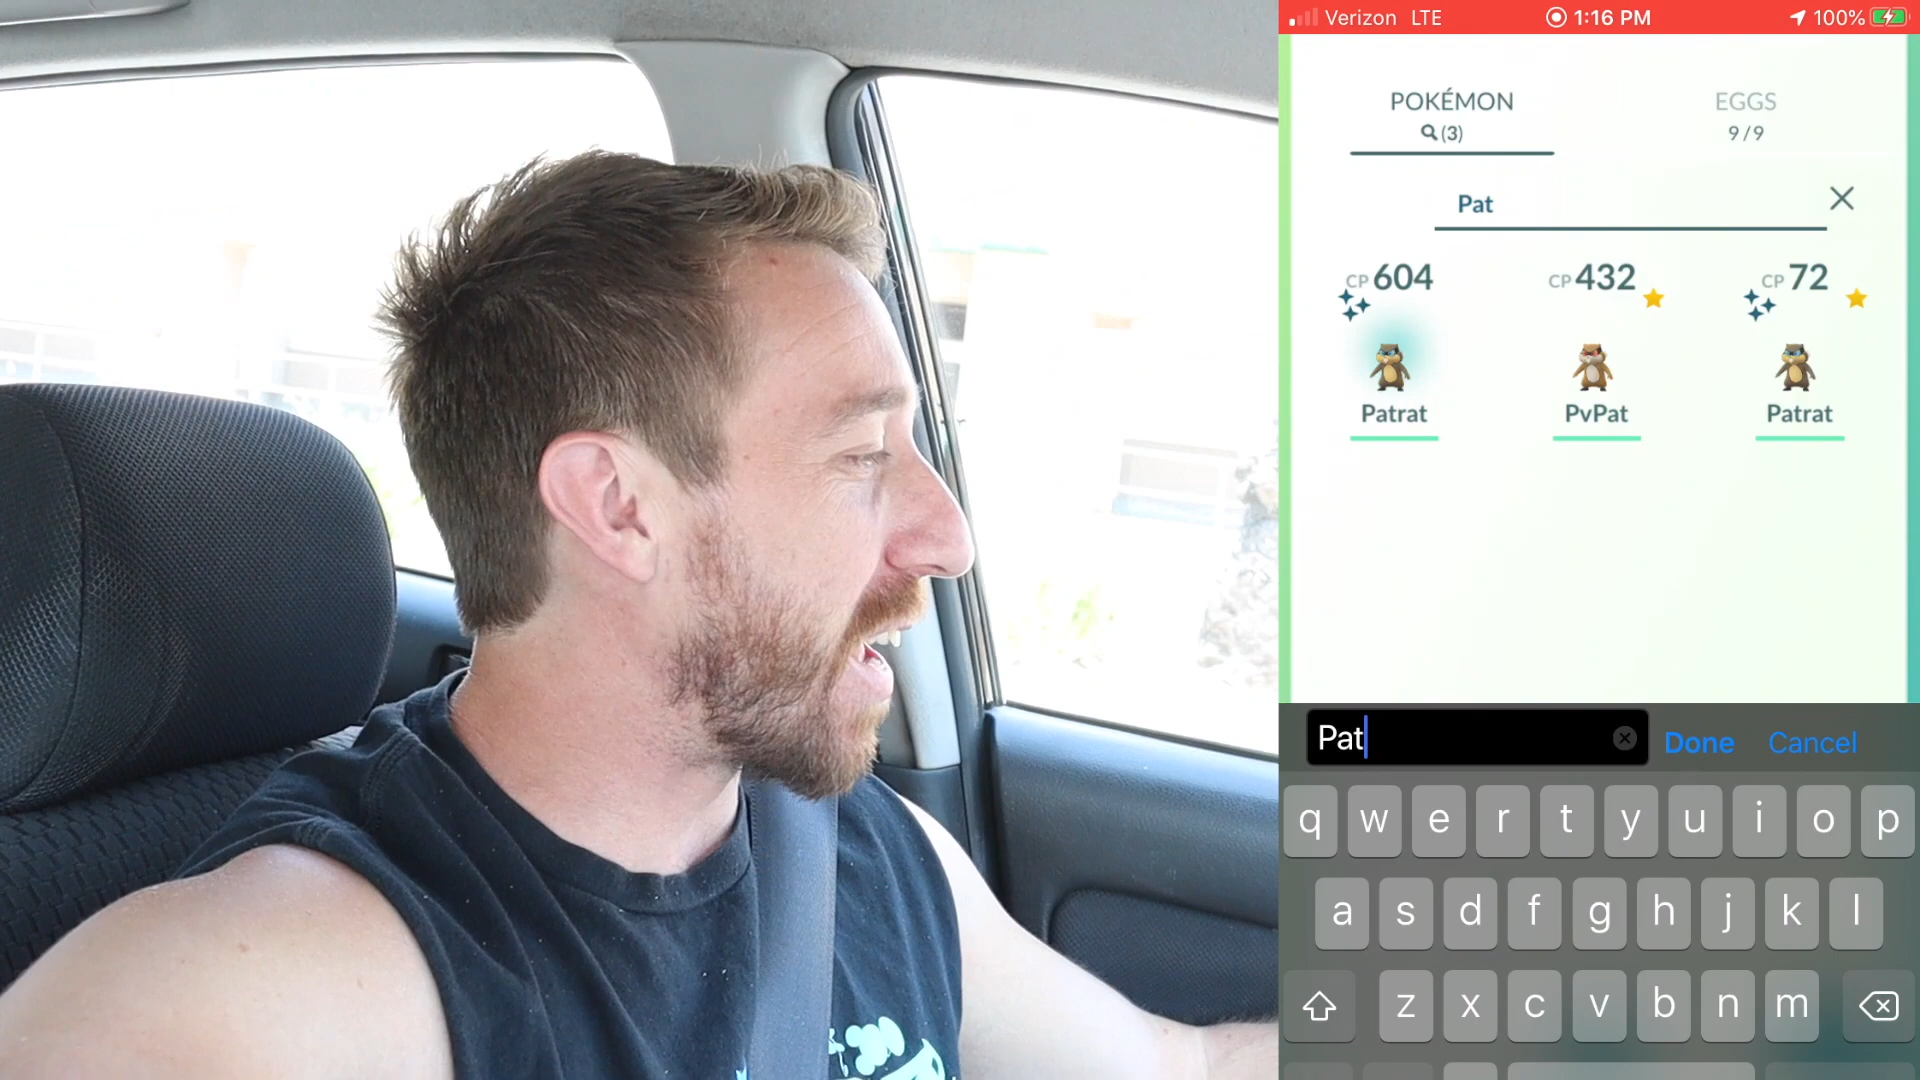 Verizon LTE 1:16 PM 100%
POKÉMON EGGS
(3) 9/9
Pat
CP 604 CP 432 CP 72
Patrat PvPat Patrat
Pat Done Cancel
q w e r t y u i o p
a s d f g h j k l
z x c v b n m